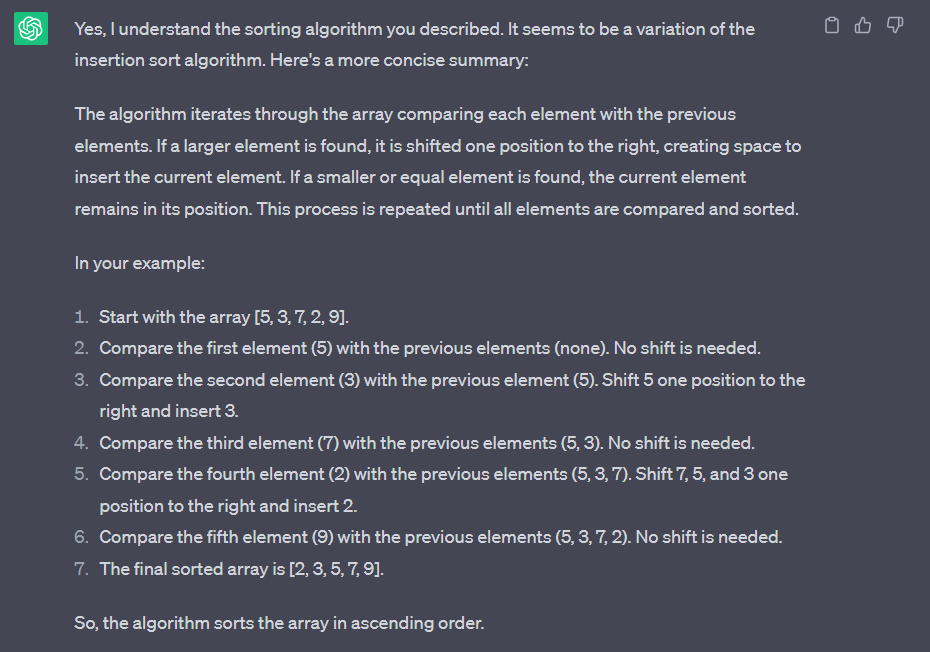 Yes, I understand the sorting algorithm you described. It seems to be a variation of the
insertion sort algorithm. Here's a more concise summary:
The algorithm iterates through the array comparing each element with the previous
elements. If a larger element is found, it is shifted one position to the right, creating space to
insert the current element. If a smaller or equal element is found, the current element
remains in its position. This process is repeated until all elements are compared and sorted.
In your example:
1. Start with the array [5, 3, 7, 2, 9].
2. Compare the first element (5) with the previous elements (none). No shift is needed.
3. Compare the second element (3) with the previous element (5). Shift 5 one position to the
right and insert 3.
4. Compare the third element (7) with the previous elements (5, 3). No shift is needed.
5. Compare the fourth element (2) with the previous elements (5, 3, 7). Shift 7, 5, and 3 one
position to the right and insert 2.
6. Compare the fifth element (9) with the previous elements (5, 3, 7, 2). No shift is needed.
7. The final sorted array is [2, 3, 5, 7, 9].
So, the algorithm sorts the array in ascending order.